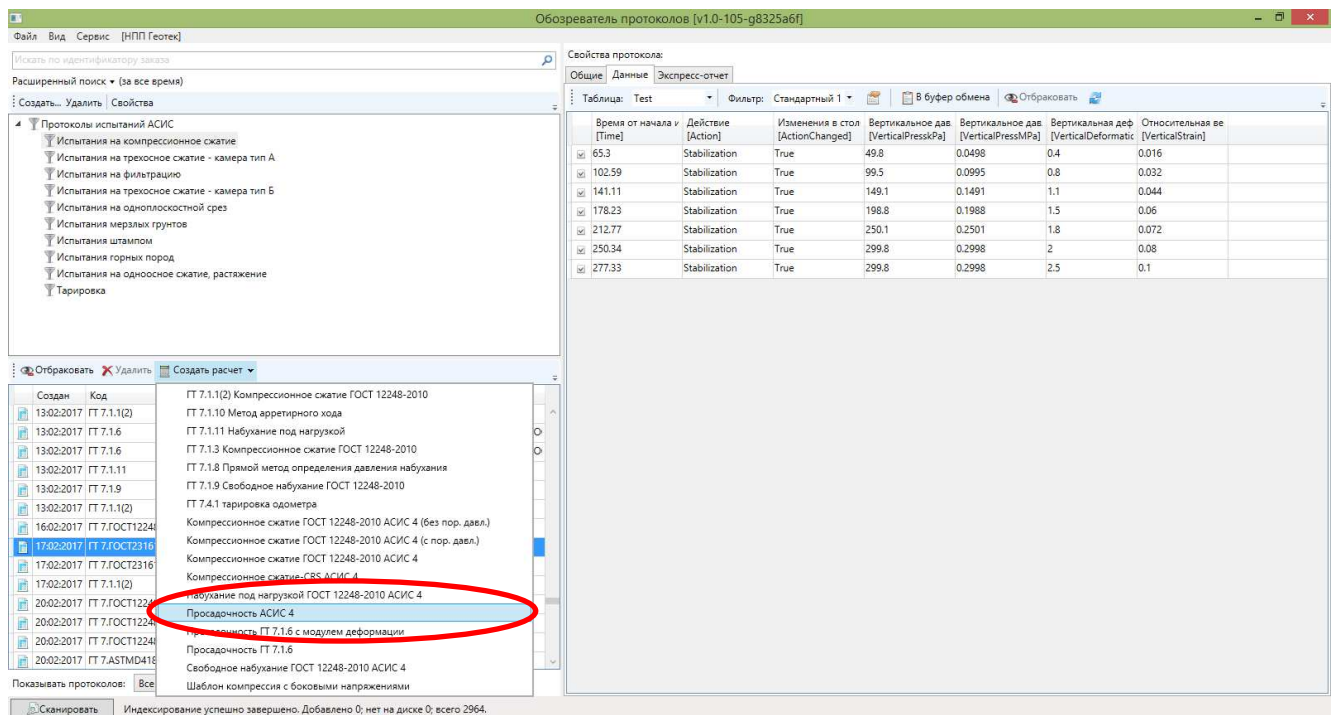 Обозреватель протоколов [v1.0-105-g8325a6f]
Файл Вид Сервис [НПП Геотек]
Искать по идентификатору заказа
Расширенный поиск (за все время)
Создать... Удалить Свойства
Протоколы испытаний АСИС
Испытания на компрессионное сжатие
Испытания на трехосное сжатие - камера тип А
Испытания на фильтрацию
Испытания на трехосное сжатие - камера тип Б
Испытания на одноплоскостной срез
Испытания мерзлых грунтов
Испытания штампом
Испытания горных пород
Испытания на одноосное сжатие, растяжение
Тарировка
Отбраковать Удалить Создать расчет
Создан Код
13:02:2017 ГТ 7.1.1(2)
13:02:2017 ГТ 7.1.6
13:02:2017 ГТ 7.1.6
13:02:2017 ГТ 7.1.11
13:02:2017 ГТ 7.1.9
13:02:2017 ГТ 7.1.1(2)
16:02:2017 ГТ 7.ГОСТ1224
17:02:2017 ГТ 7.ГОСТ2316
17:02:2017 ГТ 7.ГОСТ2316
17:02:2017 ГТ 7.1.1(2)
20:02:2017 ГТ 7.ГОСТ1224
20:02:2017 ГТ 7.ГОСТ1224
20:02:2017 ГТ 7.ГОСТ1224
20:02:2017 ГТ 7.ASTMD418
ГТ 7.1.1(2) Компрессионное сжатие ГОСТ 12248-2010
ГТ 7.1.10 Метод арретирного хода
ГТ 7.1.11 Набухание под нагрузкой
ГТ 7.1.3 Компрессионное сжатие ГОСТ 12248-2010
ГТ 7.1.8 Прямой метод определения давления набухания
ГТ 7.1.9 Свободное набухание ГОСТ 12248-2010
ГТ 7.4.1 тарировка одометра
Компрессионное сжатие ГОСТ 12248-2010 АСИС 4 (без пор. давл.)
Компрессионное сжатие ГОСТ 12248-2010 АСИС 4 (с пор. давл.)
Компрессионное сжатие ГОСТ 12248-2010 АСИС 4
Компрессионное сжатие-CRS АСИС 4
Набухание под нагрузкой ГОСТ 12248-2010 АСИС 4
Просадочность АСИС 4
Просадочность ГТ 7.1.6 с модулем деформации
Просадочность ГТ 7.1.6
Свободное набухание ГОСТ 12248-2010 АСИС 4
Шаблон компрессия с боковыми напряжениями
Показывать протоколов: Все
Сканировать Индексирование успешно завершено. Добавлено 0; нет на диске 0; всего 2964.
Свойства протокола:
Общие Данные Экспресс-отчет
Таблица: Test Фильтр: Стандартный 1 В буфер обмена Отбраковать
Время от начала и Действие Изменения в стол Вертикальное дав Вертикальное дав Вертикальная деф Относительная ве
[Time] [Action] [ActionChanged] [VerticalPresskPa] [VerticalPressMPa] [VerticalDeformatic [VerticalStrain]
65.3 Stabilization True 49.8 0.0498 0.4 0.016
102.59 Stabilization True 99.5 0.0995 0.8 0.032
141.11 Stabilization True 149.1 0.1491 1.1 0.044
178.23 Stabilization True 198.8 0.1988 1.5 0.06
212.77 Stabilization True 250.1 0.2501 1.8 0.072
250.34 Stabilization True 299.8 0.2998 2 0.08
277.33 Stabilization True 299.8 0.2998 2.5 0.1